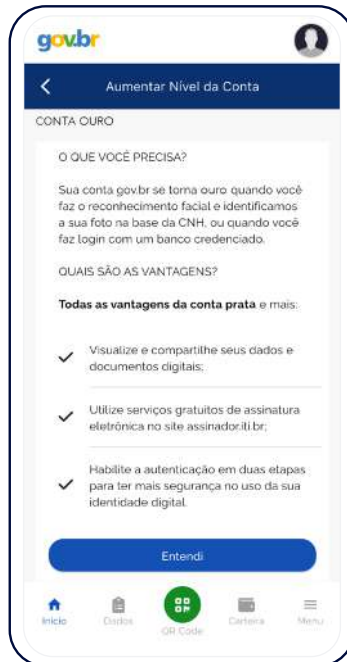 gov.br
Aumentar Nível da Conta
CONTA OURO
O QUE VOCÊ PRECISA?
Sua conta gov.br se torna ouro quando você
faz o reconhecimento facial e identificamos
a sua foto na base da CNH, ou quando você
faz login com um banco credenciado.
QUAIS SÃO AS VANTAGENS?
Todas as vantagens da conta prata e mais:
Visualize e compartilhe seus dados e
documentos digitais;
Utilize serviços gratuitos de assinatura
eletrônica no site assinador.iti.br;
Habilite a autenticação em duas etapas
para ter mais segurança no uso da sua
identidade digital.
Entendi
Início
Dados
QR Code
Carteira
Menu